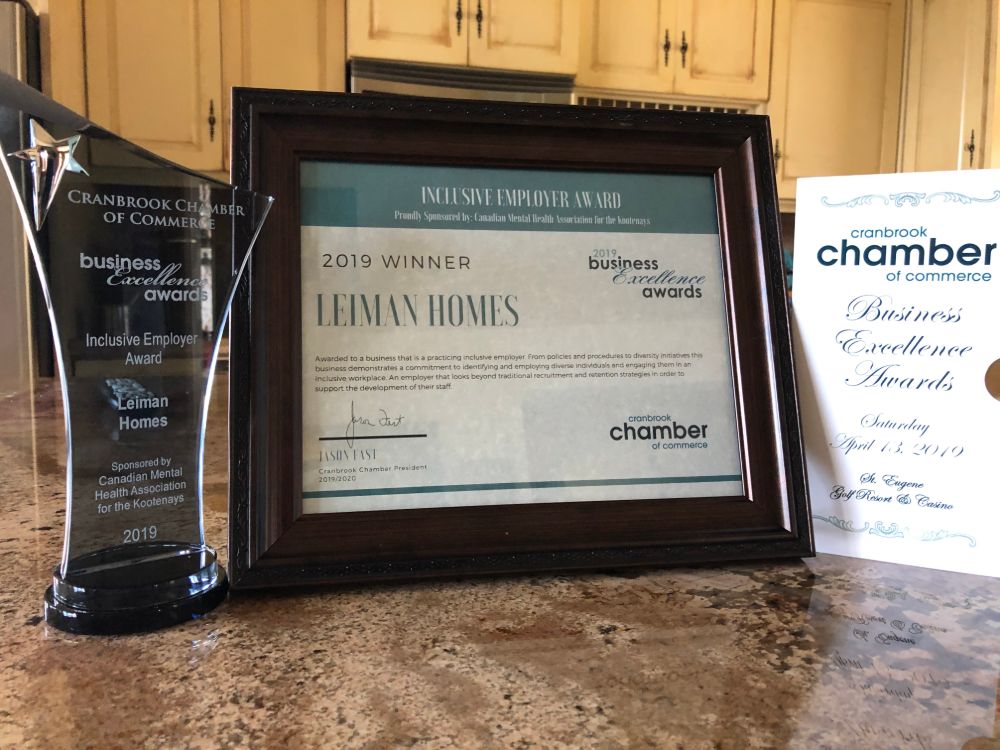 CRANBROOK CHAMBER
OF COMMERCE
business
Excellence
awards
Inclusive Employer
Award
Leiman
Homes
Sponsored by
Canadian Mental
Health Association
for the Kootenays
2019
INCLUSIVE EMPLOYER AWARD
Proudly Sponsored by: Canadian Mental Health Association for the Kootenays
2019 WINNER
2019
business
Excellence
awards
LEIMAN HOMES
Awarded to a business that is a practicing inclusive employer. From policies and procedures to diversity initiatives this
business demonstrates a commitment to identifying and employing diverse individuals and engaging them in an
inclusive workplace. An employer that looks beyond traditional recruitment and retention strategies in order to
support the development of their staff.
Jason Fast
JASON FAST
Cranbrook Chamber President
2019/2020
cranbrook
chamber
of commerce
cranbrook
chamber
of commerce
Business
Excellence
Awards
Saturday
April 13, 2019
St. Eugene
Golf Resort & Casino